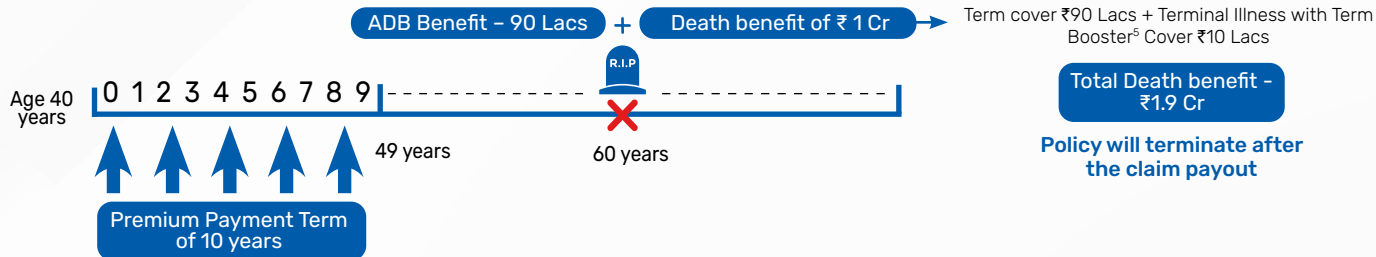 ADB Benefit – 90 Lacs + Death benefit of ₹ 1 Cr
Term cover ₹90 Lacs + Terminal Illness with Term
Booster⁵ Cover ₹10 Lacs
R.I.P
Total Death benefit -
₹1.9 Cr
Age 40
years
0 1 2 3 4 5 6 7 8 9
49 years
60 years
Policy will terminate after
the claim payout
Premium Payment Term
of 10 years